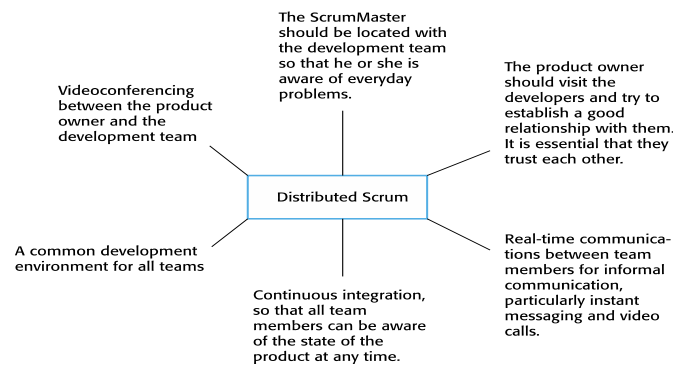 The ScrumMaster
should be located with
the development team
so that he or she is
aware of everyday
problems.
Videoconferencing
between the product
owner and the
development team
The product owner
should visit the
developers and try to
establish a good
relationship with them.
It is essential that they
trust each other.
Distributed Scrum
A common development
environment for all teams
Continuous integration,
so that all team
members can be aware
of the state of the
product at any time.
Real-time communica-
tions between team
members for informal
communication,
particularly instant
messaging and video
calls.